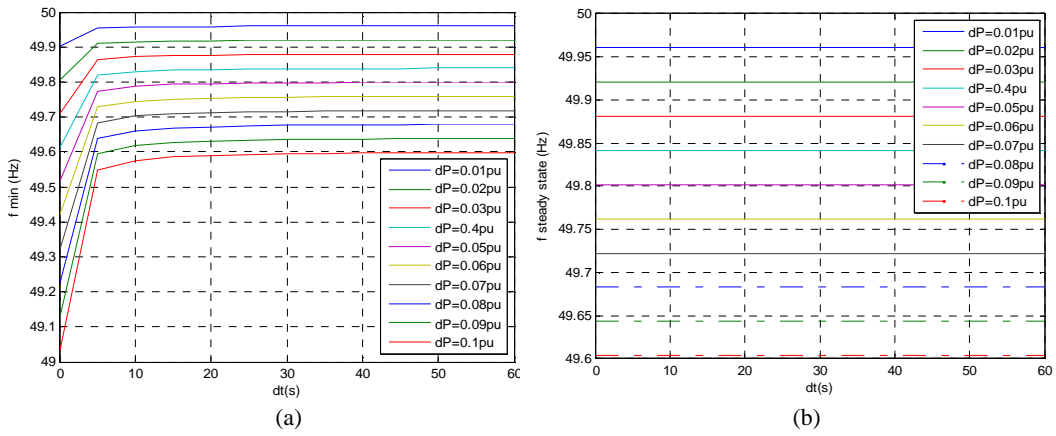 50
49.9
49.8
49.7
49.6
49.5
49.4
49.3
49.2
49.1
49
f min (Hz)
0 10 20 30 40 50 60
dt(s)
dP=0.01pu
dP=0.02pu
dP=0.03pu
dP=0.4pu
dP=0.05pu
dP=0.06pu
dP=0.07pu
dP=0.08pu
dP=0.09pu
dP=0.1pu
(a)
50
49.95
49.9
49.85
49.8
49.75
49.7
49.65
49.6
f steady state (Hz)
0 10 20 30 40 50 60
dt(s)
dP=0.01pu
dP=0.02pu
dP=0.03pu
dP=0.4pu
dP=0.05pu
dP=0.06pu
dP=0.07pu
dP=0.08pu
dP=0.09pu
dP=0.1pu
(b)